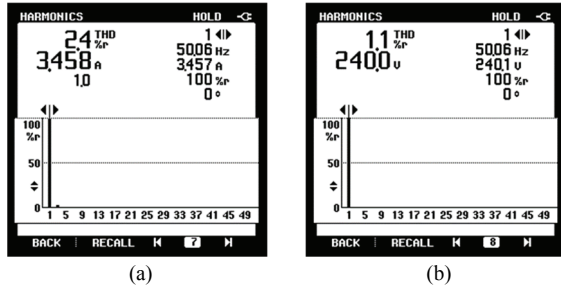 HARMONICS HOLD
2.4 THD %r
3.458 A
1.0
1
50.06 Hz
3.457 A
100 %r
0 °
100
%r
50
0
1 5 9 13 17 21 25 29 33 37 41 45 49
BACK RECALL 7
(a)
HARMONICS HOLD
1.1 THD %r
240.0 V
1
50.06 Hz
240.1 V
100 %r
0 °
100
%r
50
0
1 5 9 13 17 21 25 29 33 37 41 45 49
BACK RECALL 8
(b)